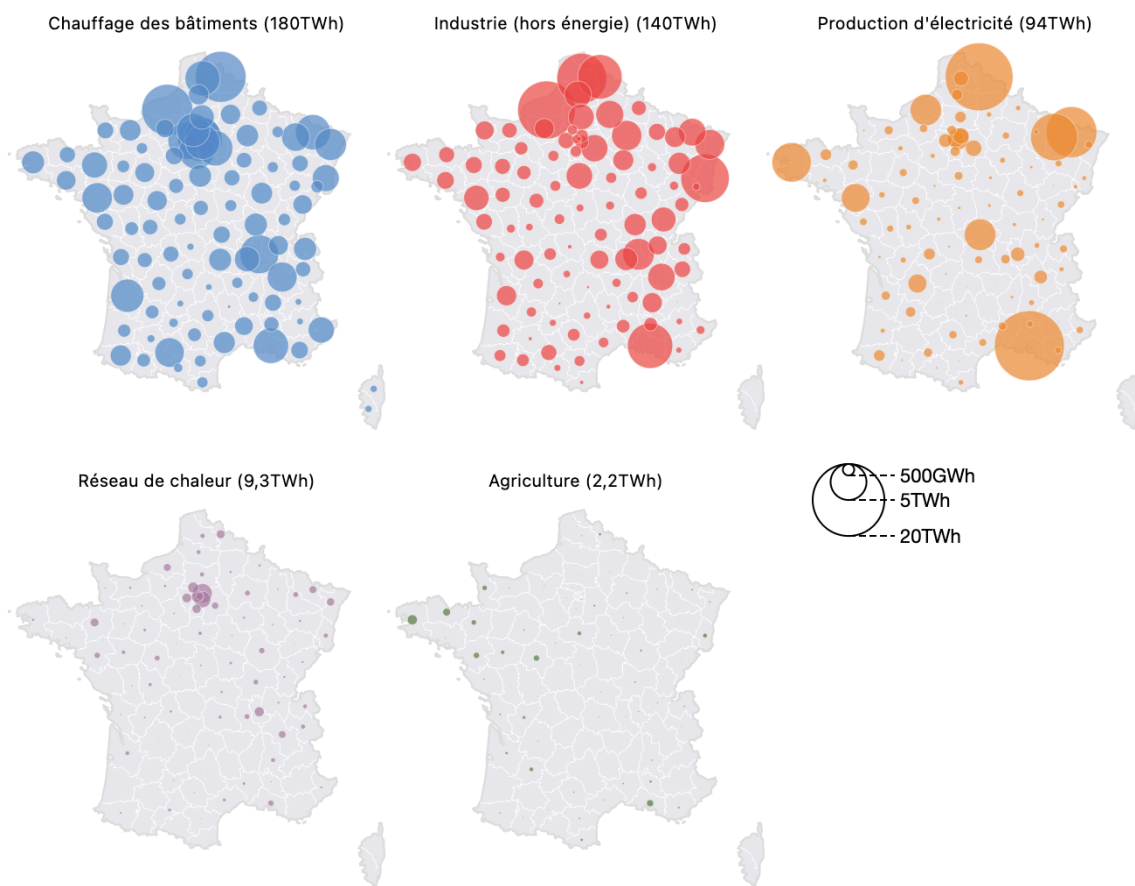 Chauffage des bâtiments (180TWh)
Industrie (hors énergie) (140TWh)
Production d'électricité (94TWh)
Réseau de chaleur (9,3TWh)
Agriculture (2,2TWh)
500GWh
5TWh
20TWh